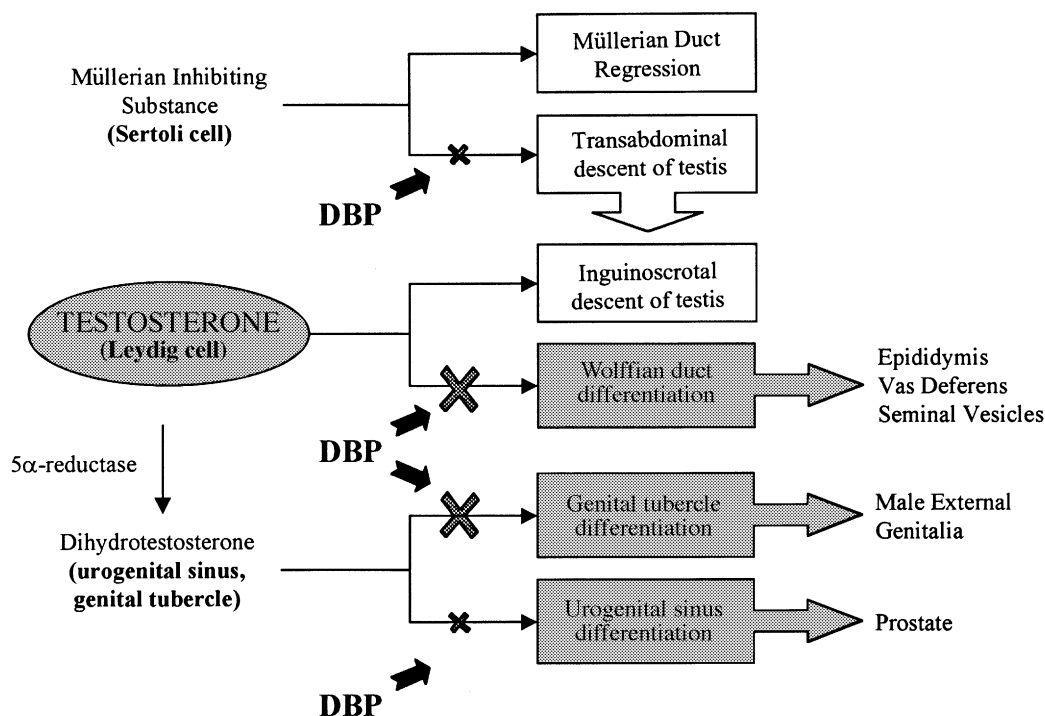 Müllerian Inhibiting
Substance
(Sertoli cell)
Müllerian Duct
Regression
Transabdominal
descent of testis
DBP
Inguinoscrotal
descent of testis
TESTOSTERONE
(Leydig cell)
Wolffian duct
differentiation
Epididymis
Vas Deferens
Seminal Vesicles
DBP
5α-reductase
Genital tubercle
differentiation
Male External
Genitalia
Dihydrotestosterone
(urogenital sinus,
genital tubercle)
Urogenital sinus
differentiation
Prostate
DBP